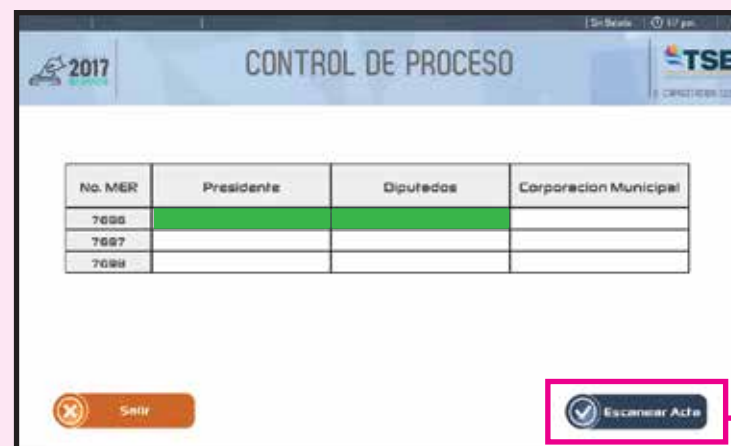 2017
CONTROL DE PROCESO
TSE
No. MER Presidente Diputados Corporacion Municipal
7696
7697
7698
Salir
Escanear Acta